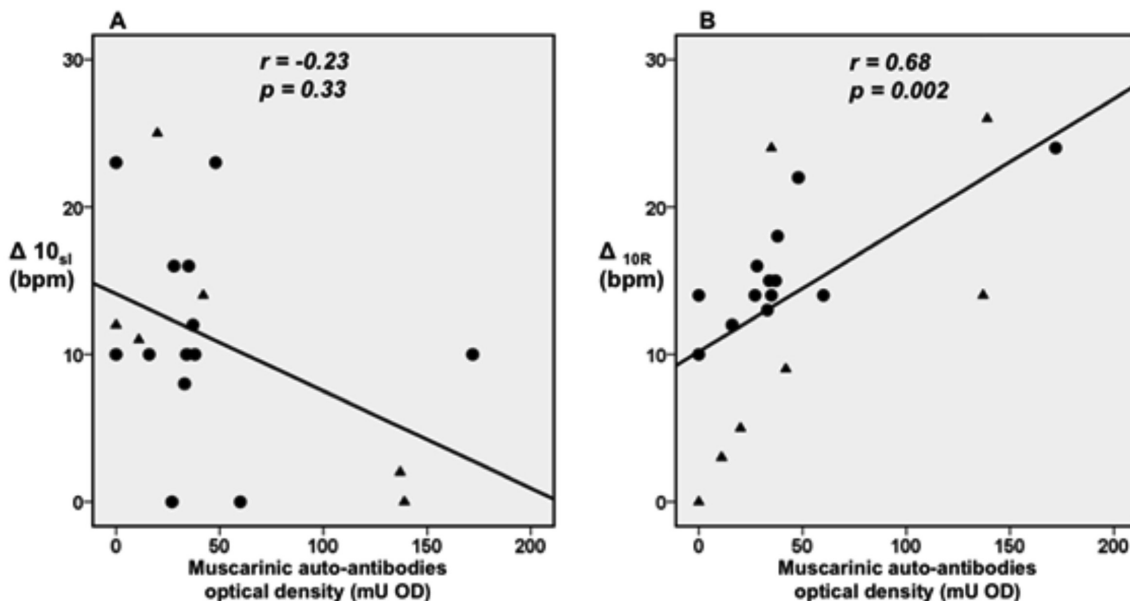 A
r = -0.23
p = 0.33
30
20
10
0
Δ 10sl
(bpm)
0 50 100 150 200
Muscarinic auto-antibodies
optical density (mU OD)
B
r = 0.68
p = 0.002
30
20
10
0
Δ 10R
(bpm)
0 50 100 150 200
Muscarinic auto-antibodies
optical density (mU OD)